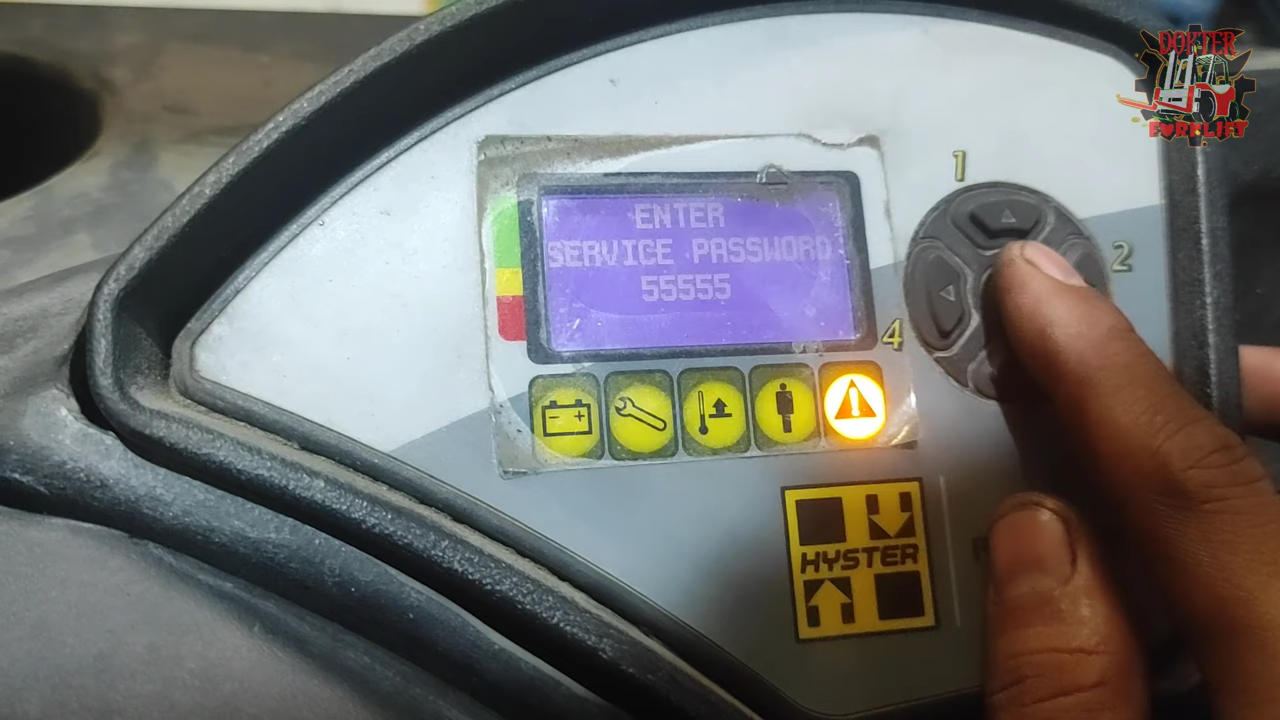 DOKTER
FORKLIFT
1
ENTER
SERVICE PASSWORD
55555
2
4
HYSTER